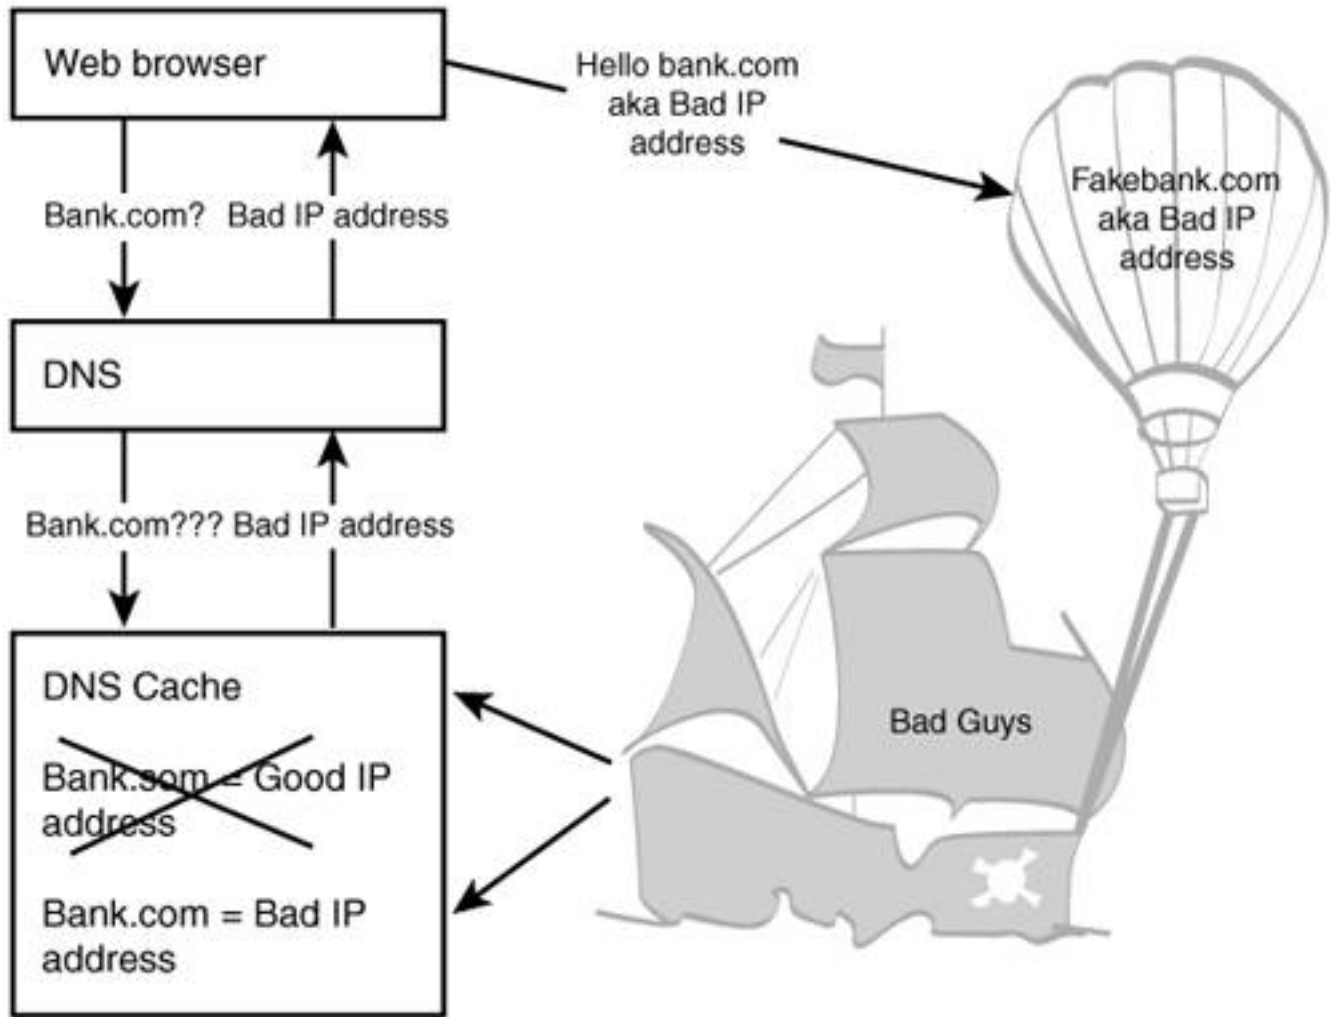 Web browser
Hello bank.com
aka Bad IP
address
Fakebank.com
aka Bad IP
address
Bank.com?
Bad IP address
DNS
Bank.com???
Bad IP address
DNS Cache
Bank.som = Good IP
address
Bank.com = Bad IP
address
Bad Guys